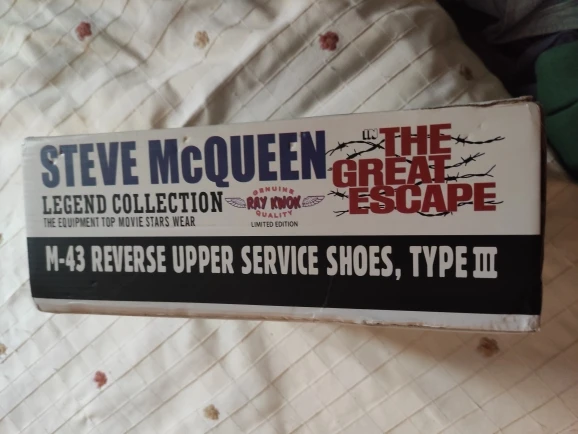 STEVE McQUEEN
IN THE
GREAT
ESCAPE
LEGEND COLLECTION
THE EQUIPMENT TOP MOVIE STARS WEAR
GENUINE
RAY KWOK
QUALITY
LIMITED EDITION
M-43 REVERSE UPPER SERVICE SHOES, TYPE III